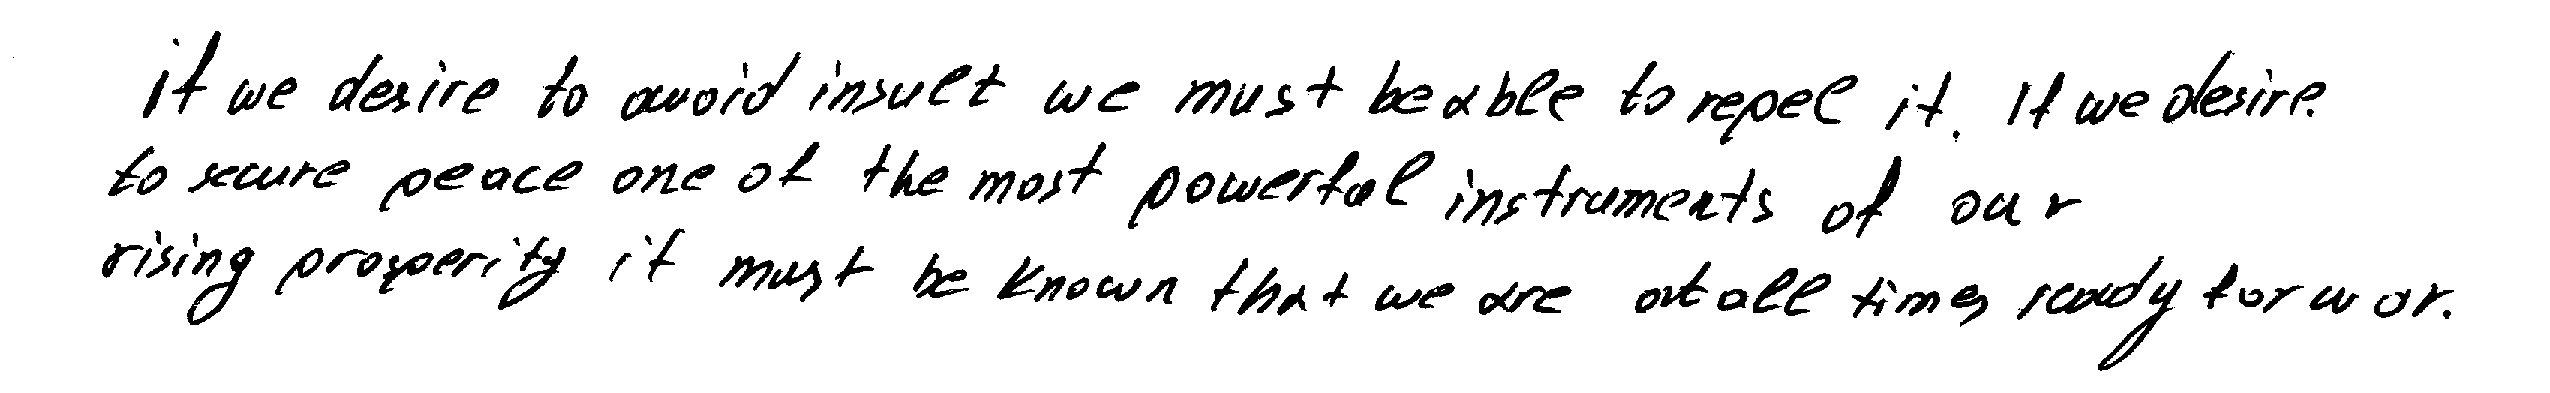 if we desire to avoid insult we must be able to repel it. If we desire
to secure peace one of the most powerful instruments of our
rising prosperity it must be known that we are at all times ready for war.